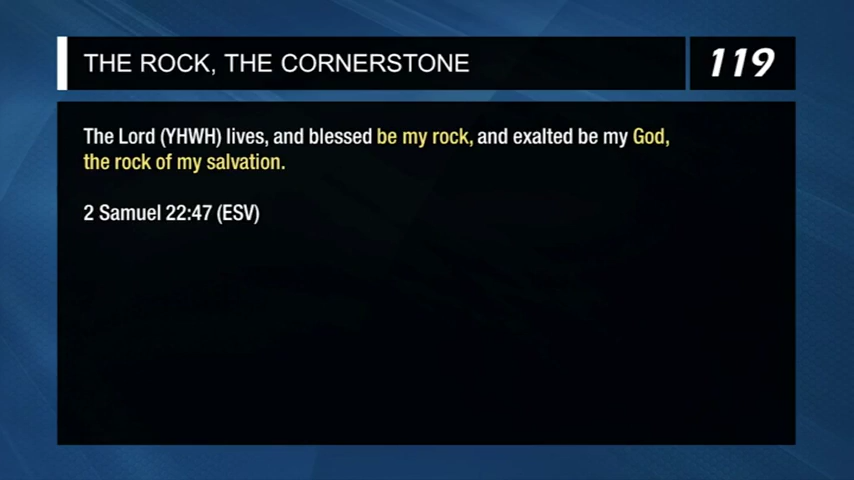 THE ROCK, THE CORNERSTONE 119
The Lord (YHWH) lives, and blessed be my rock, and exalted be my God,
the rock of my salvation.
2 Samuel 22:47 (ESV)